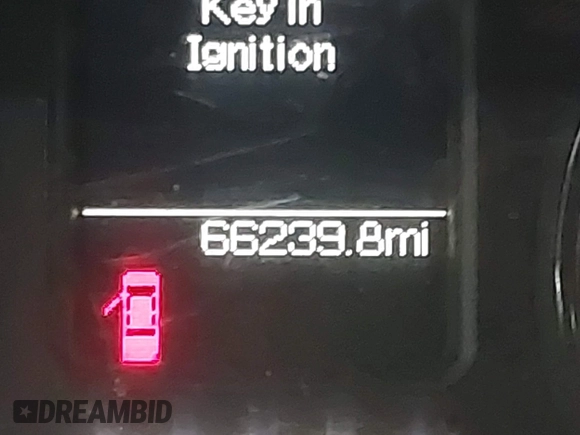 Key in
Ignition
66239.8mi
DREAMBID